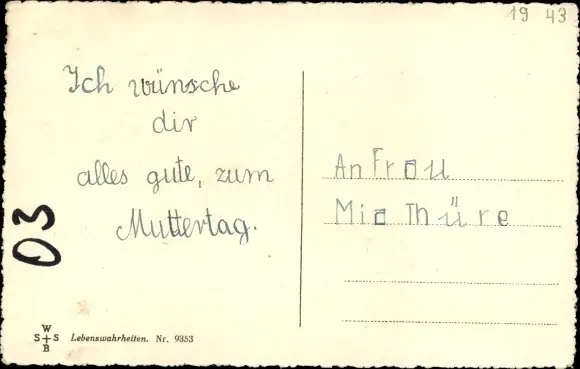 19 43
Ich wünsche
dir
alles gute, zum
Muttertag.
An Frau
Mia Thüre
03
W
S + S
B
Lebenswahrheiten. Nr. 9353